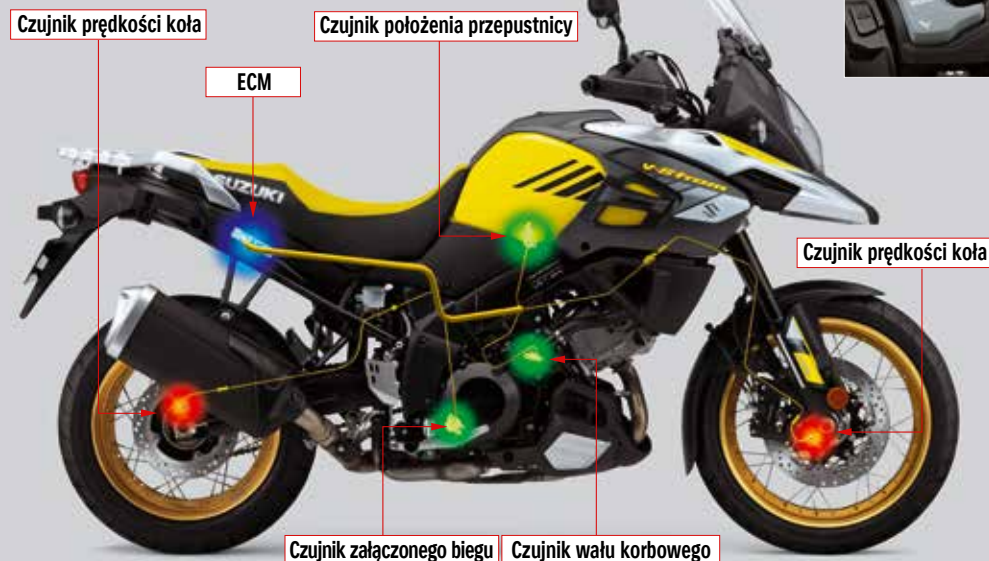 Czujnik prędkości koła
Czujnik położenia przepustnicy
ECM
SUZUKI
V-Strom
Czujnik prędkości koła
Czujnik załączonego biegu
Czujnik wału korbowego